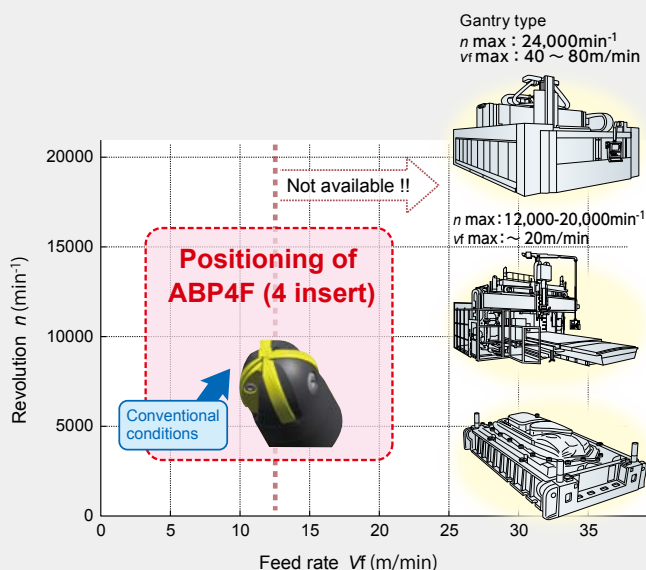 Gantry type
n max : 24,000min⁻¹
vf max : 40 ~ 80m/min
Not available !!
n max : 12,000-20,000min⁻¹
vf max : ~ 20m/min
Positioning of
ABP4F (4 insert)
Conventional
conditions
Revolution n (min⁻¹)
20000
15000
10000
5000
0
0 5 10 15 20 25 30 35
Feed rate Vf (m/min)